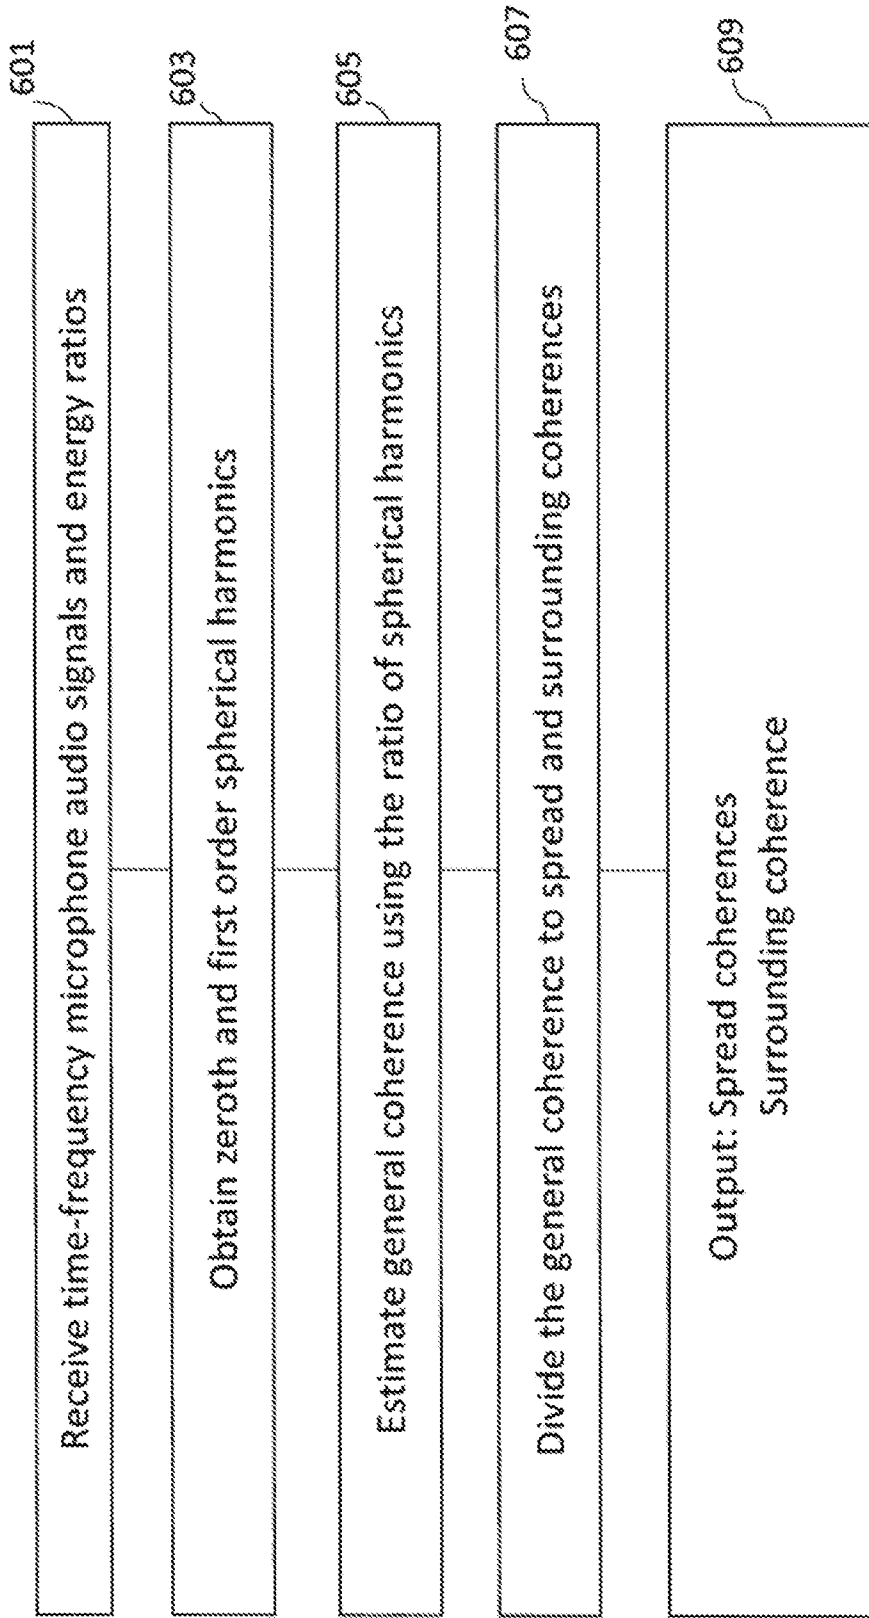 601
Receive time-frequency microphone audio signals and energy ratios
603
Obtain zeroth and first order spherical harmonics
605
Estimate general coherence using the ratio of spherical harmonics
607
Divide the general coherence to spread and surrounding coherences
609
Output: Spread coherences
Surrounding coherence